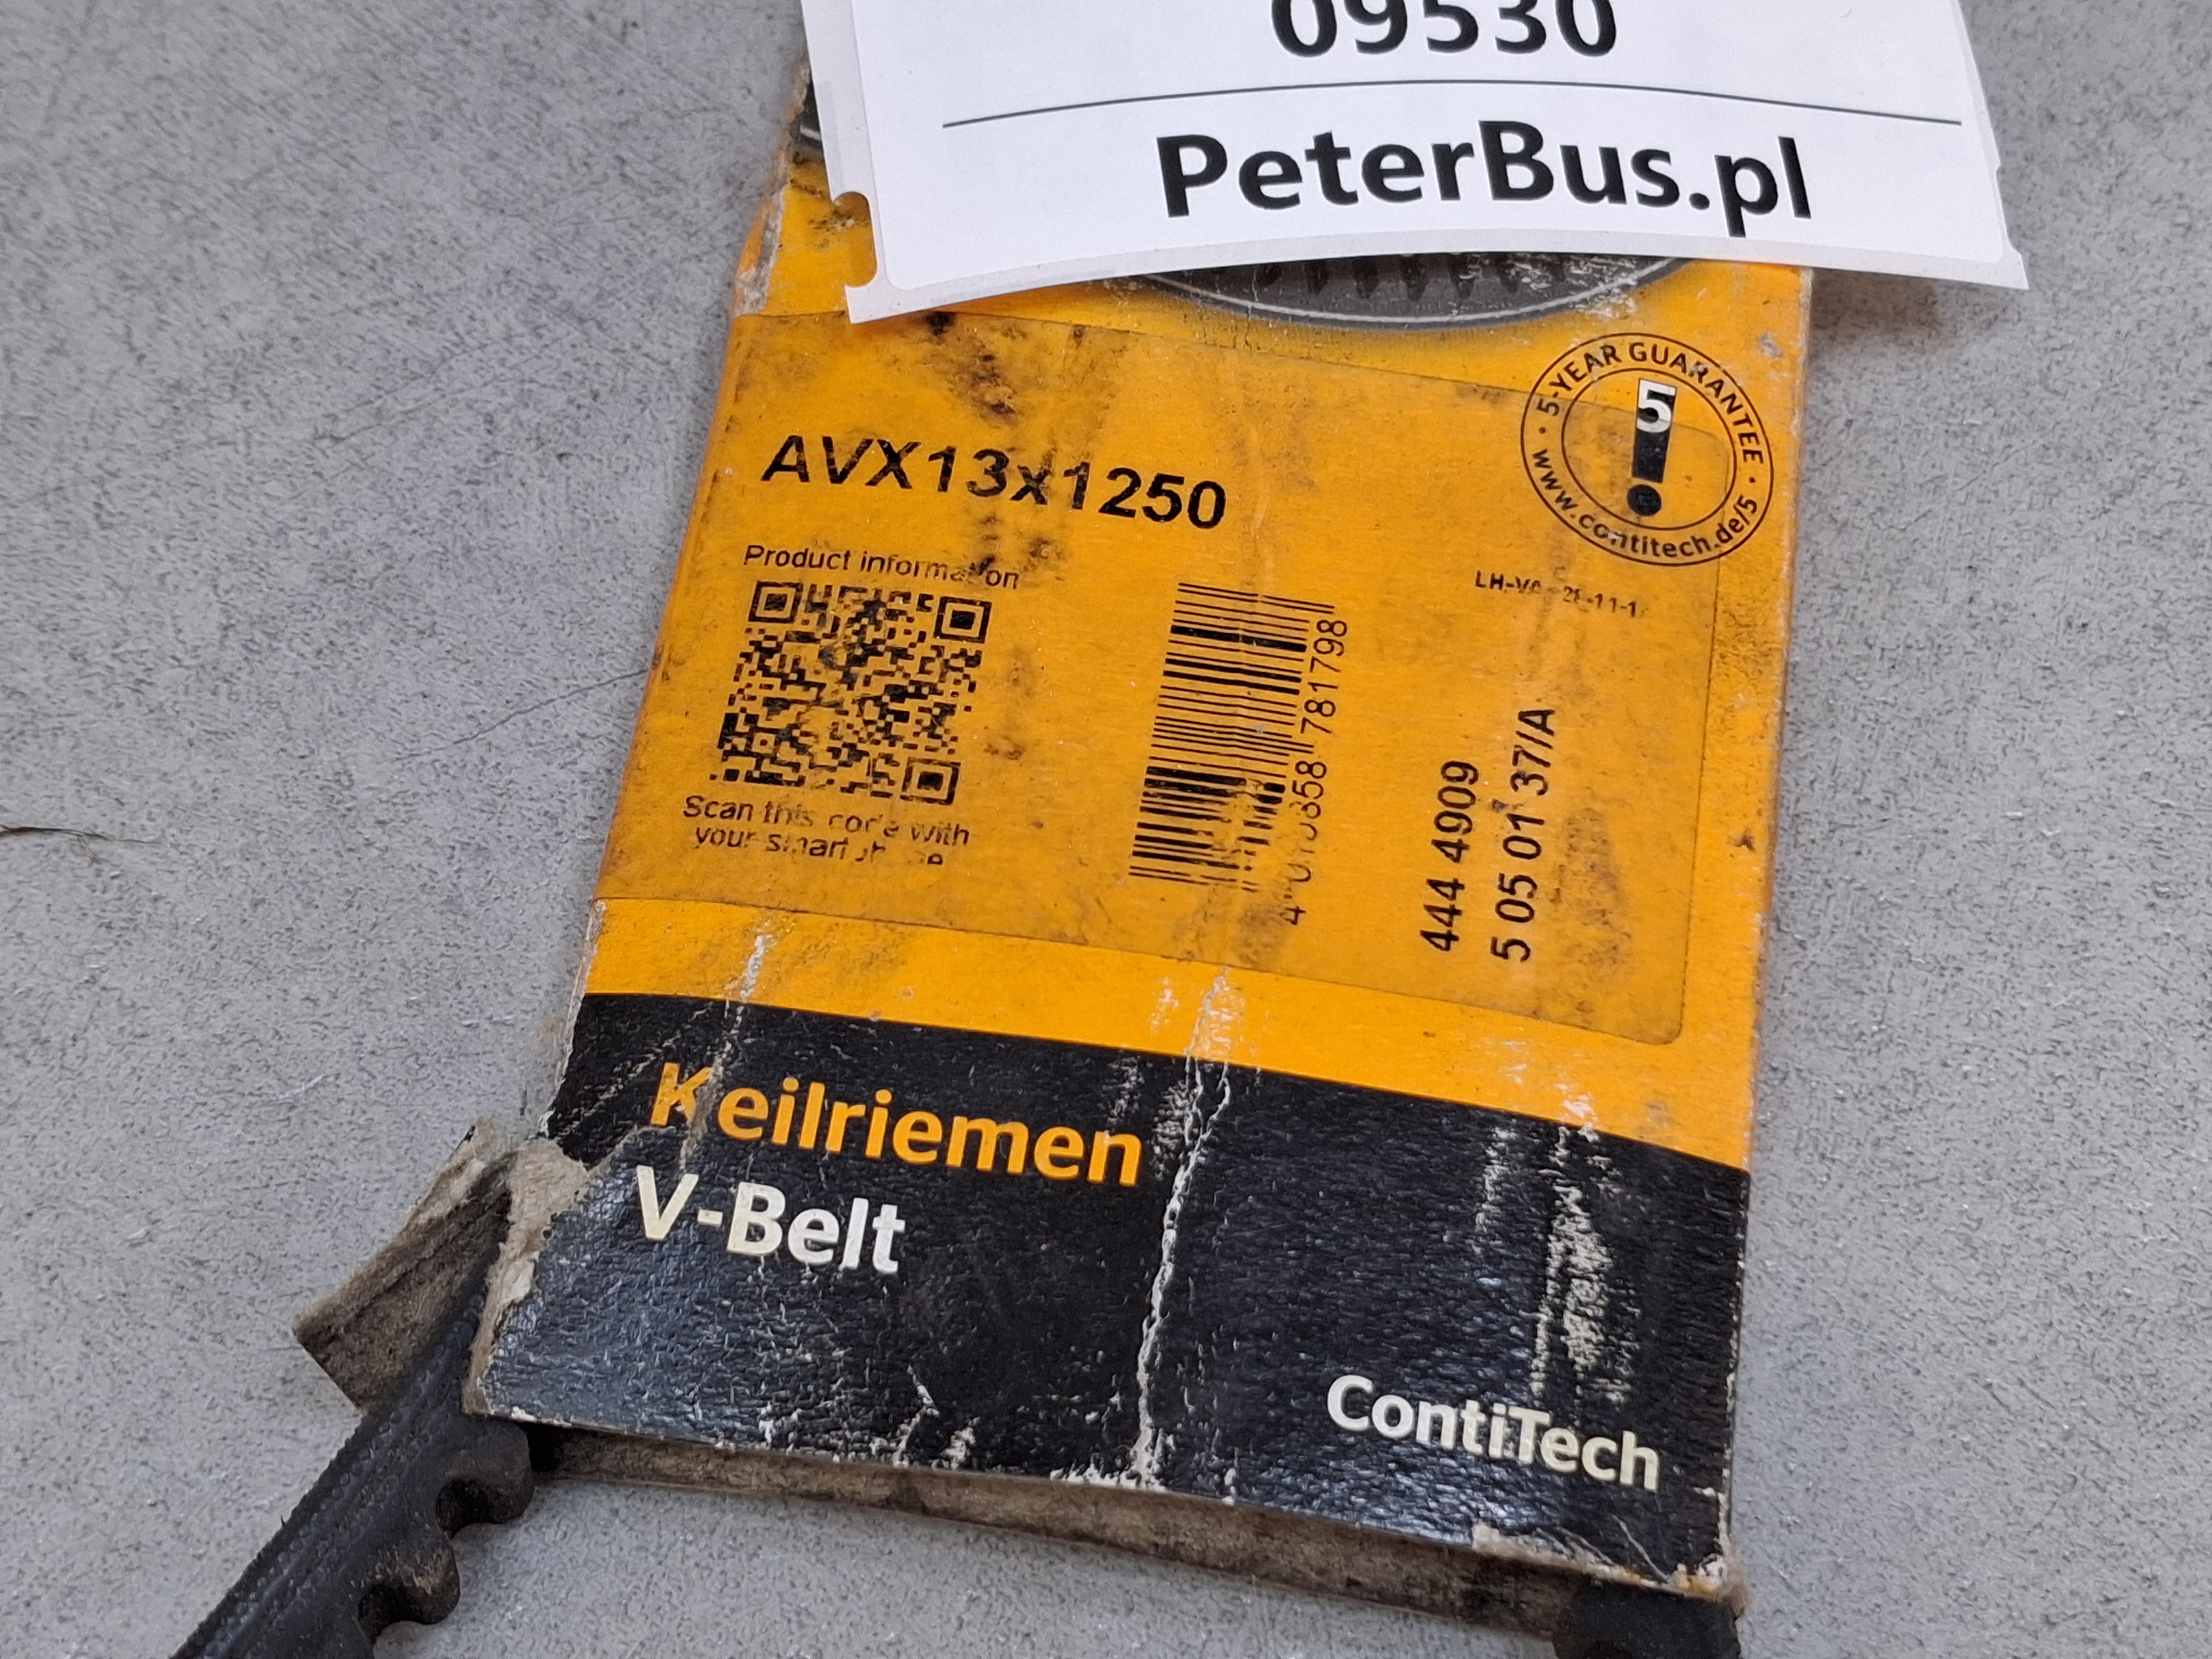 09530
PeterBus.pl
5-YEAR GUARANTEE
5
www.contitech.de/5
AVX13x1250
Product information
Scan this code with
your
781798
444 4909
5 05 01 37/A
Keilriemen
V-Belt
ContiTech